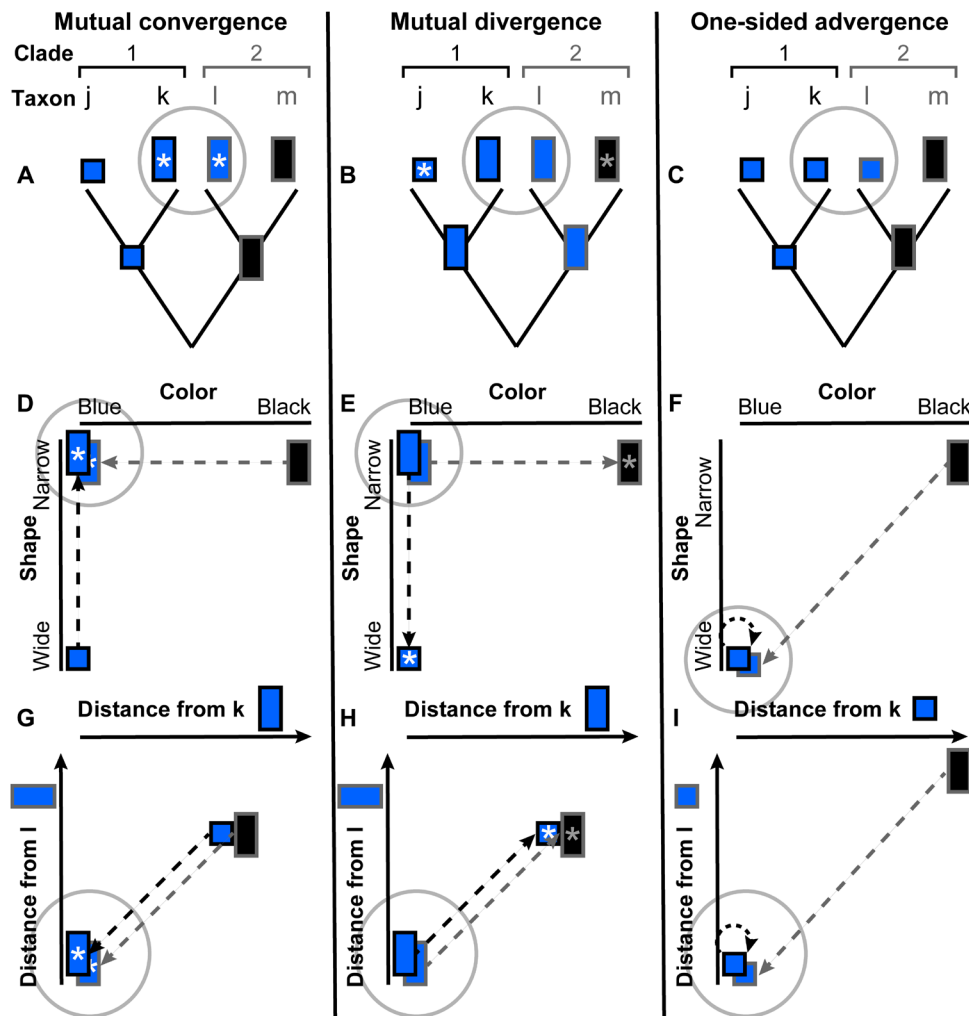 Mutual convergence
Mutual divergence
One-sided advergence
Clade 1 2
1 2
1 2
Taxon j k l m
j k l m
j k l m
* *
* *
A
B
C
Color
Color
Color
D Blue Black
E Blue Black
F Blue Black
* *
*
Shape
Narrow
Wide
Shape
Narrow
Wide
Shape
Narrow
Wide
*
G Distance from k
H Distance from k
I Distance from k
Distance from l
Distance from l
Distance from l
* *
* *